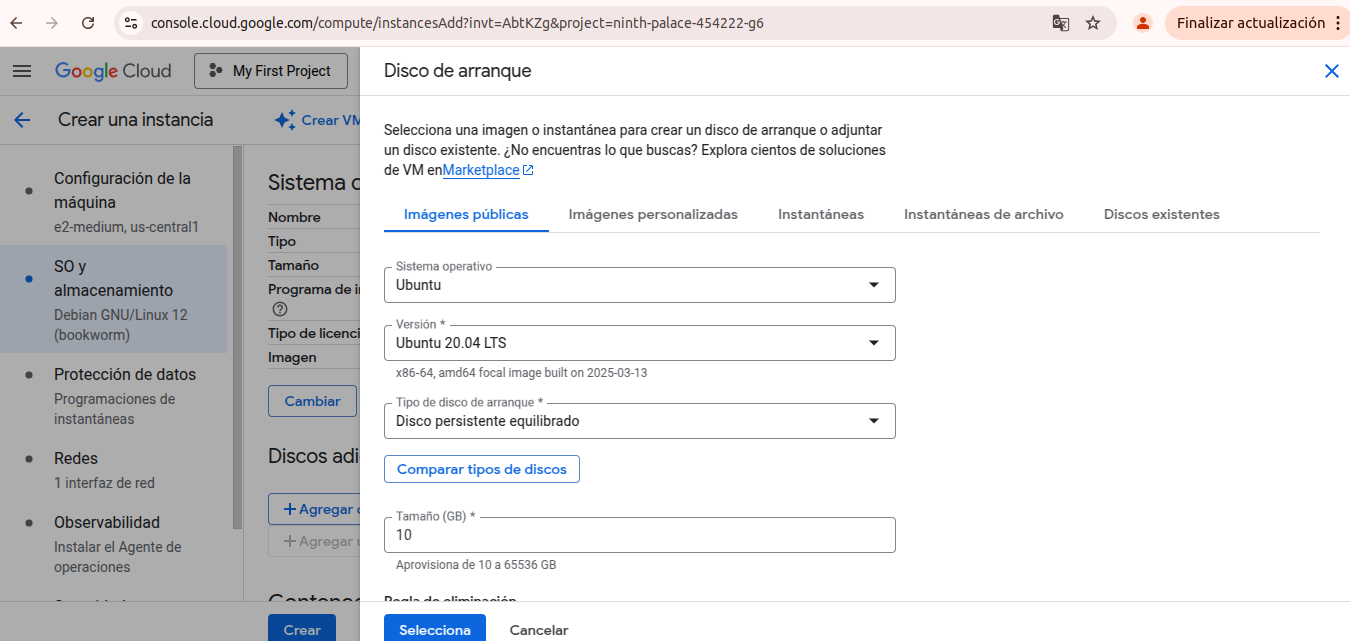 console.cloud.google.com/compute/instancesAdd?invt=AbtKZg&project=ninth-palace-454222-g6
Finalizar actualización
Google Cloud
My First Project
Crear una instancia
Crear VM
Configuración de la
máquina
e2-medium, us-central1
SO y
almacenamiento
Debian GNU/Linux 12
(bookworm)
Protección de datos
Programaciones de
instantáneas
Redes
1 interfaz de red
Observabilidad
Instalar el Agente de
operaciones
Sistema o
Nombre
Tipo
Tamaño
Programa de in
Tipo de licenci
Imagen
Cambiar
Discos adi
Agregar
Agregar
Crear
Disco de arranque
Selecciona una imagen o instantánea para crear un disco de arranque o adjuntar
un disco existente. ¿No encuentras lo que buscas? Explora cientos de soluciones
de VM enMarketplace
Imágenes públicas
Imágenes personalizadas
Instantáneas
Instantáneas de archivo
Discos existentes
Sistema operativo
Ubuntu
Versión *
Ubuntu 20.04 LTS
x86-64, amd64 focal image built on 2025-03-13
Tipo de disco de arranque *
Disco persistente equilibrado
Comparar tipos de discos
Tamaño (GB) *
10
Aprovisiona de 10 a 65536 GB
Regla de eliminación
Selecciona
Cancelar